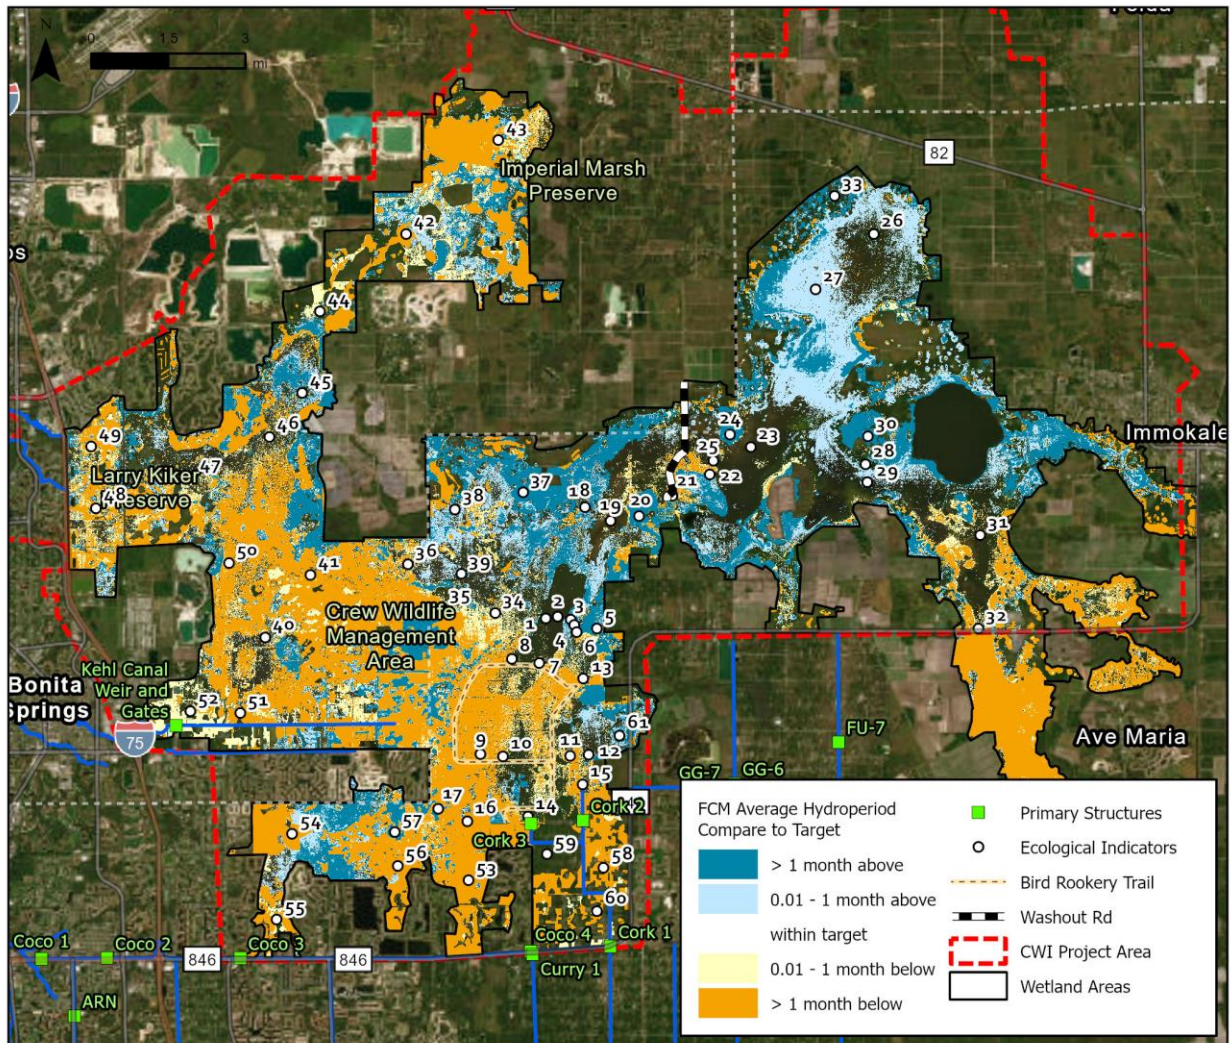 N
0 1.5 3
mi
82
43
Imperial Marsh
Preserve
33
42
26
27
44
45
46
49
47
Larry Kiker
Preserve
48
24
23
25
22
21
30
28
29
Immokale
37
38
18
19
20
31
50
41
36
39
35
34
Crew Wildlife
Management
Area
1
2
3
4
5
6
8
7
13
32
40
Kehl Canal
Weir and
Gates
Bonita
Springs
52
51
75
61
9
10
11
12
15
FU-7
Ave Maria
GG-7
GG-6
17
16
14
Cork 2
Cork 3
54
57
56
59
58
53
55
60
Coco 1
Coco 2
846
Coco 3
846
Coco 4
Cork 1
Curry 1
ARN
FCM Average Hydroperiod
Compare to Target
> 1 month above
0.01 - 1 month above
within target
0.01 - 1 month below
> 1 month below
Primary Structures
Ecological Indicators
Bird Rookery Trail
Washout Rd
CWI Project Area
Wetland Areas